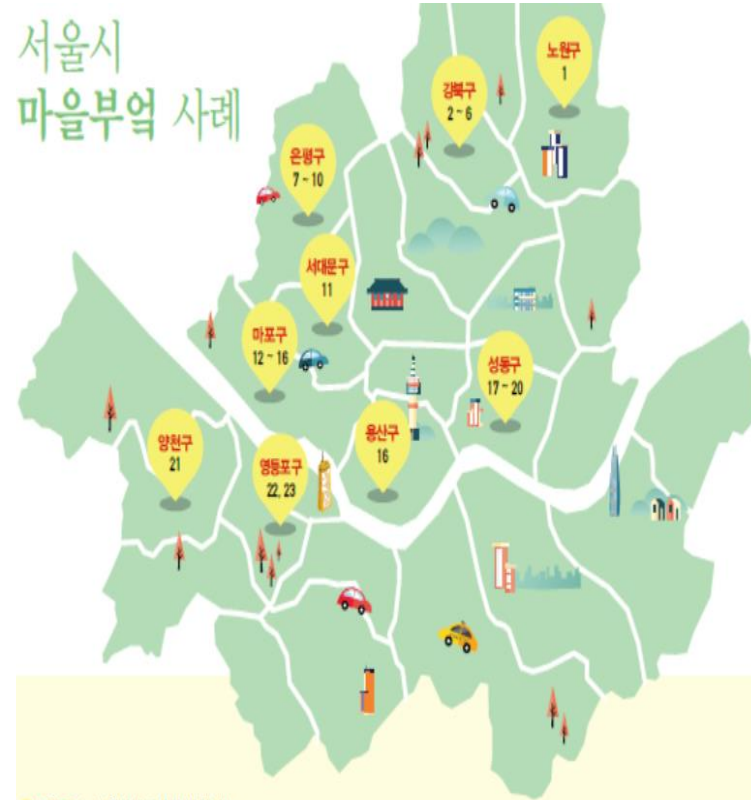 서울시
마을부엌 사례
노원구
1
강북구
2 ~ 6
은평구
7 ~ 10
서대문구
11
마포구
12 ~ 16
성동구
17 ~ 20
용산구
16
양천구
21
영등포구
22, 23